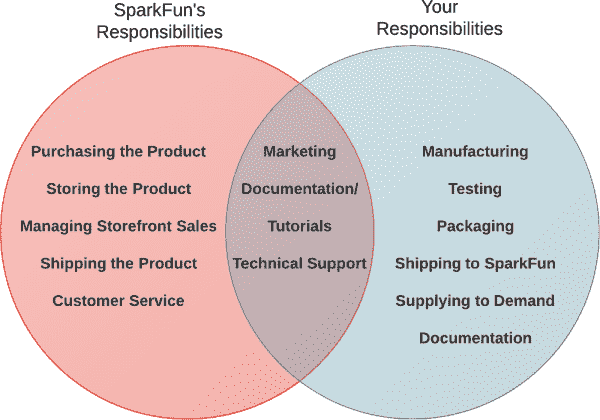 SparkFun's
Responsibilities
Your
Responsibilities
Purchasing the Product
Storing the Product
Managing Storefront Sales
Shipping the Product
Customer Service
Marketing
Documentation/
Tutorials
Technical Support
Manufacturing
Testing
Packaging
Shipping to SparkFun
Supplying to Demand
Documentation